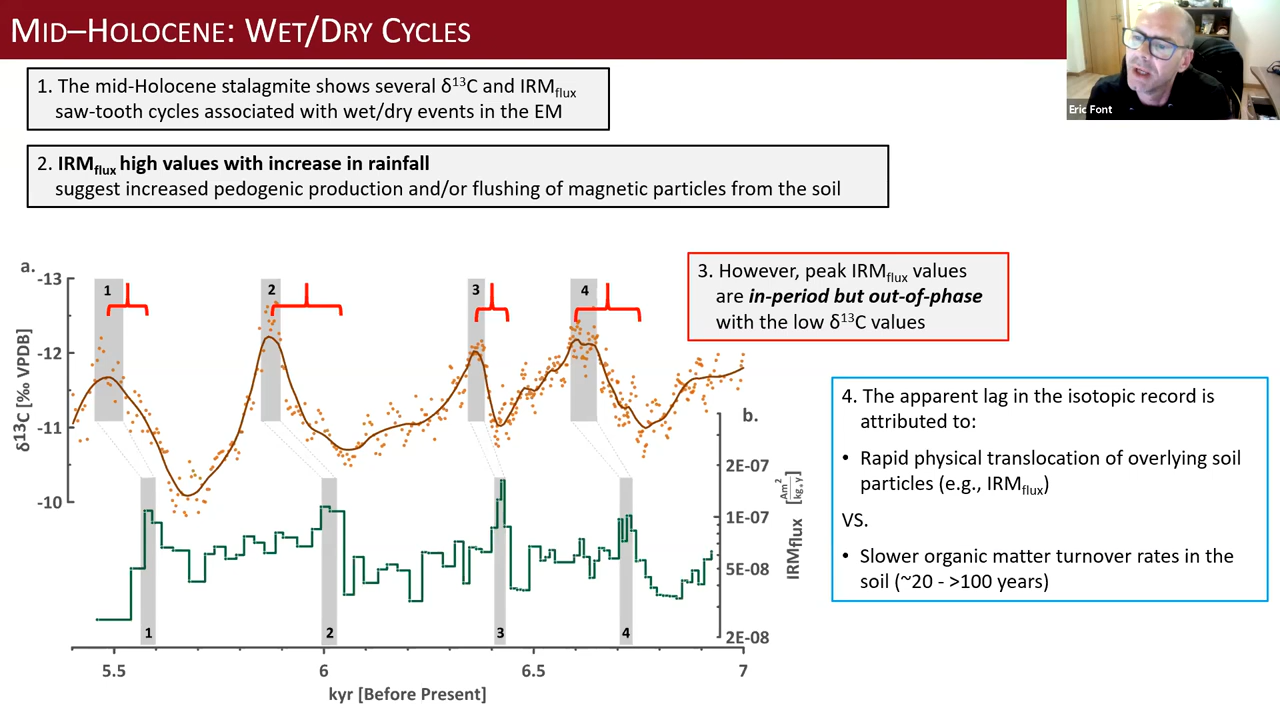 MID–HOLOCENE: WET/DRY CYCLES
Eric Font
1. The mid-Holocene stalagmite shows several δ¹³C and IRMflux
saw-tooth cycles associated with wet/dry events in the EM
2. IRMflux high values with increase in rainfall
suggest increased pedogenic production and/or flushing of magnetic particles from the soil
3. However, peak IRMflux values
are in-period but out-of-phase
with the low δ¹³C values
4. The apparent lag in the isotopic record is
attributed to:
• Rapid physical translocation of overlying soil
particles (e.g., IRMflux)
VS.
• Slower organic matter turnover rates in the
soil (~20 - >100 years)
a.
-13
-12
-11
-10
δ¹³C [‰ VPDB]
1
2
3
4
b.
2E-07
1E-07
5E-08
2E-08
IRMflux [Am²/kg*y]
1
2
3
4
5.5
6
6.5
7
kyr [Before Present]